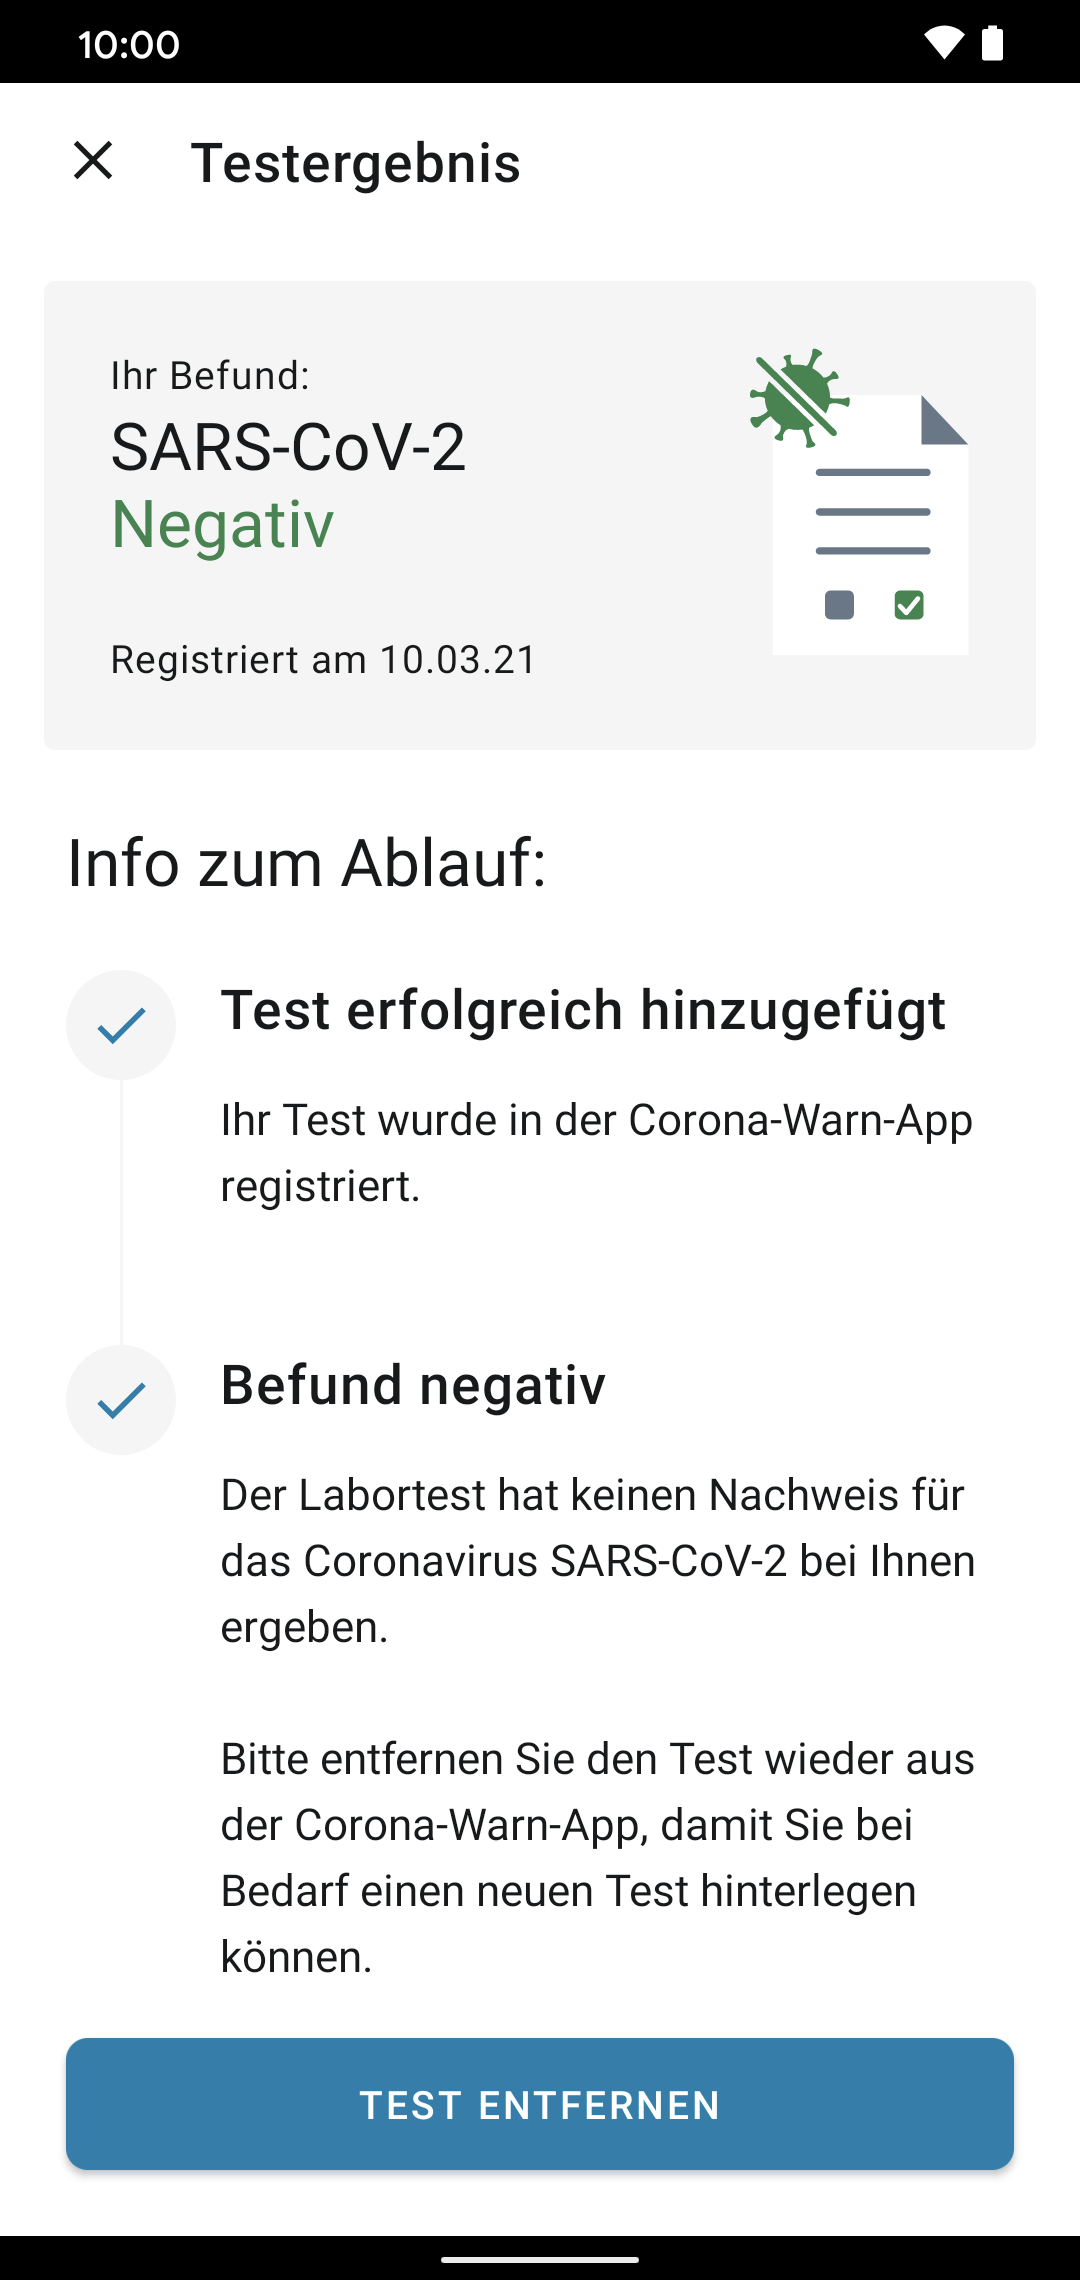 10:00
Testergebnis
Ihr Befund:
SARS-CoV-2
Negativ
Registriert am 10.03.21
Info zum Ablauf:
Test erfolgreich hinzugefügt
Ihr Test wurde in der Corona-Warn-App
registriert.
Befund negativ
Der Labortest hat keinen Nachweis für
das Coronavirus SARS-CoV-2 bei Ihnen
ergeben.
Bitte entfernen Sie den Test wieder aus
der Corona-Warn-App, damit Sie bei
Bedarf einen neuen Test hinterlegen
können.
TEST ENTFERNEN